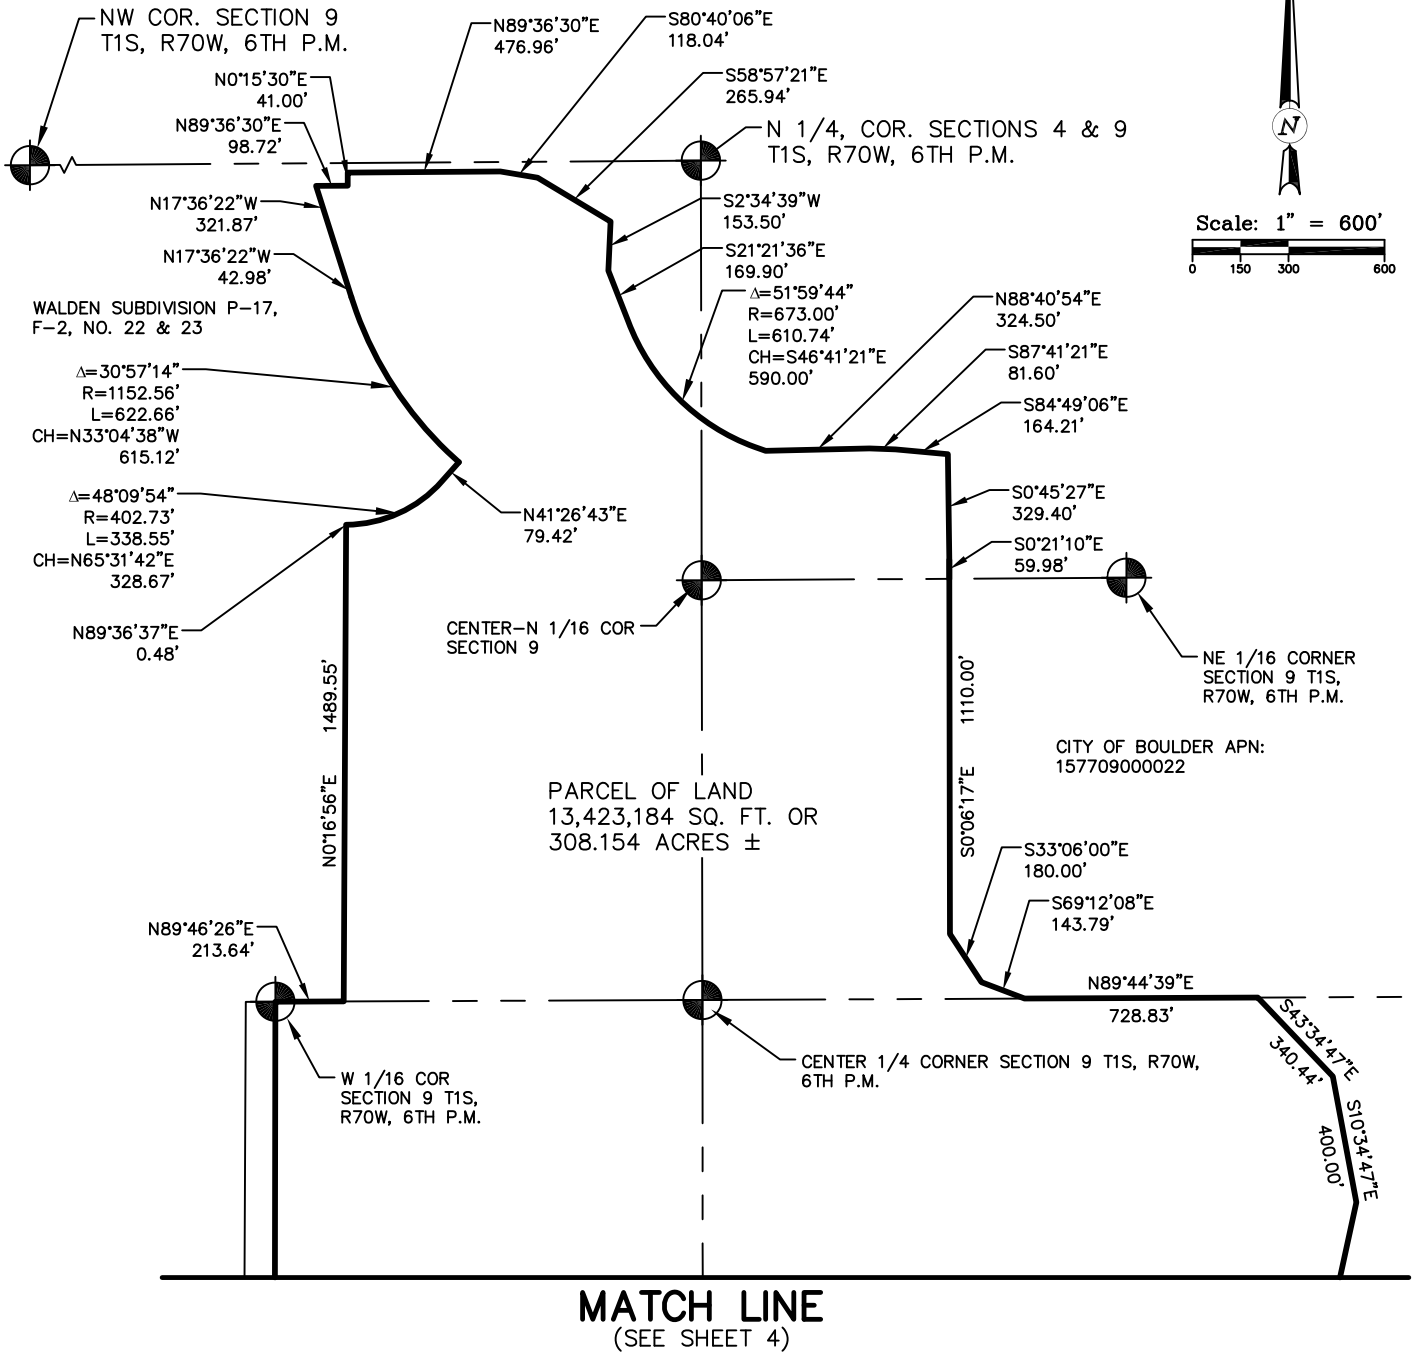 NW COR. SECTION 9
T1S, R70W, 6TH P.M.
N89°36'30"E
476.96'
S80°40'06"E
118.04'
N0°15'30"E
41.00'
S58°57'21"E
265.94'
N89°36'30"E
98.72'
N 1/4, COR. SECTIONS 4 & 9
T1S, R70W, 6TH P.M.
N
N17°36'22"W
321.87'
S2°34'39"W
153.50'
Scale: 1" = 600'
0 150 300 600
N17°36'22"W
42.98'
S21°21'36"E
169.90'
WALDEN SUBDIVISION P-17,
F-2, NO. 22 & 23
Δ=51°59'44"
R=673.00'
L=610.74'
CH=S46°41'21"E
590.00'
N88°40'54"E
324.50'
S87°41'21"E
81.60'
Δ=30°57'14"
R=1152.56'
L=622.66'
CH=N33°04'38"W
615.12'
S84°49'06"E
164.21'
Δ=48°09'54"
R=402.73'
L=338.55'
CH=N65°31'42"E
328.67'
N41°26'43"E
79.42'
S0°45'27"E
329.40'
S0°21'10"E
59.98'
N89°36'37"E
0.48'
CENTER-N 1/16 COR
SECTION 9
NE 1/16 CORNER
SECTION 9 T1S,
R70W, 6TH P.M.
N0°16'56"E 1489.55'
S0°06'17"E 1110.00'
CITY OF BOULDER APN:
157709000022
PARCEL OF LAND
13,423,184 SQ. FT. OR
308.154 ACRES ±
S33°06'00"E
180.00'
S69°12'08"E
143.79'
N89°46'26"E
213.64'
N89°44'39"E
728.83'
S43°34'47"E
340.44'
W 1/16 COR
SECTION 9 T1S,
R70W, 6TH P.M.
CENTER 1/4 CORNER SECTION 9 T1S, R70W,
6TH P.M.
S10°34'47"E
400.00'
MATCH LINE
(SEE SHEET 4)